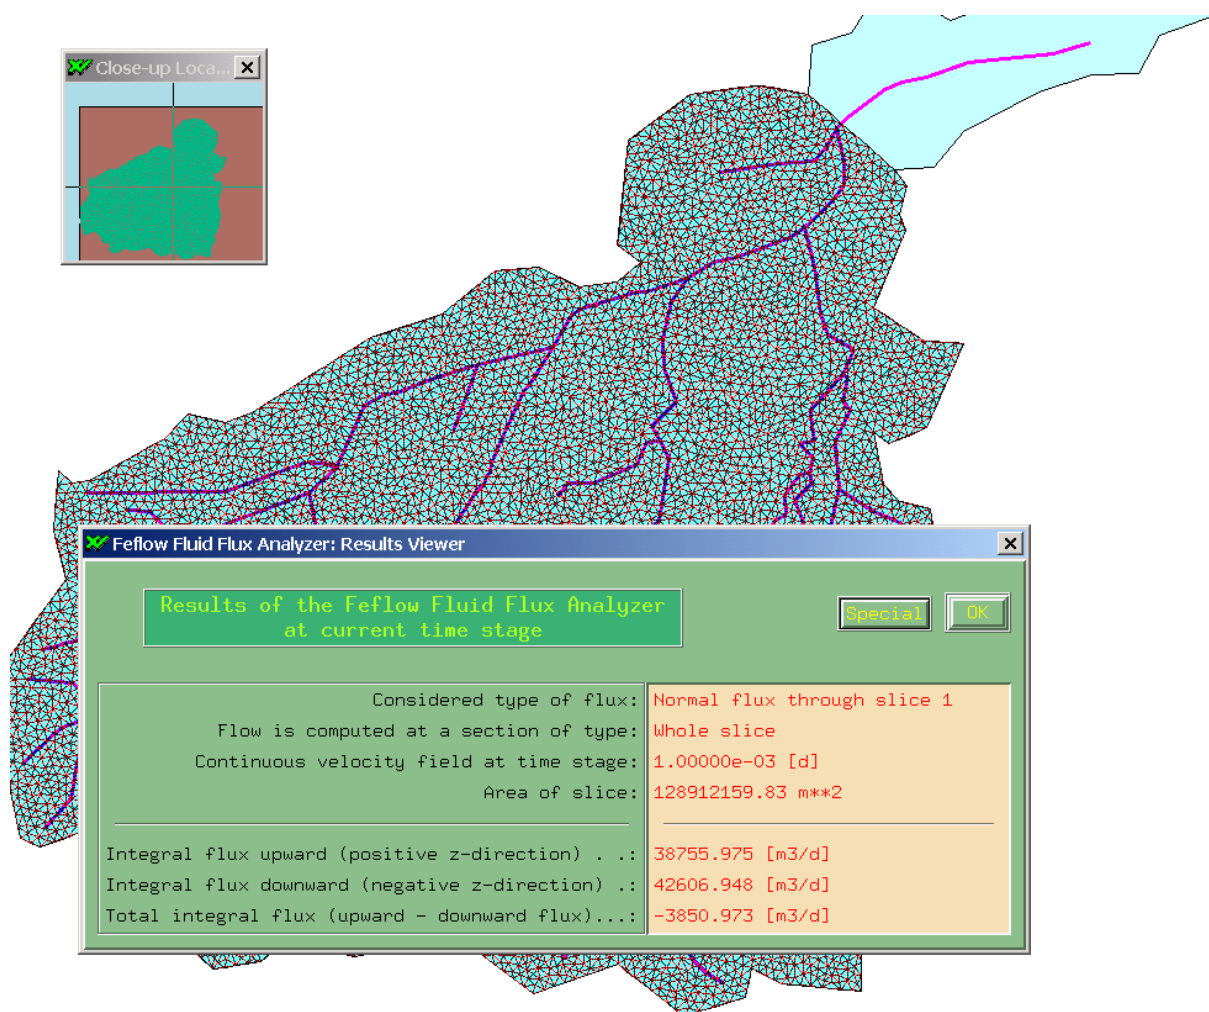 Close-up Loca...
Feflow Fluid Flux Analyzer: Results Viewer
Results of the Feflow Fluid Flux Analyzer
at current time stage
Special
OK
Considered type of flux: Normal flux through slice 1
Flow is computed at a section of type: Whole slice
Continuous velocity field at time stage: 1.00000e-03 [d]
Area of slice: 128912159.83 m**2
Integral flux upward (positive z-direction) . .: 38755.975 [m3/d]
Integral flux downward (negative z-direction) .: 42606.948 [m3/d]
Total integral flux (upward - downward flux)...: -3850.973 [m3/d]